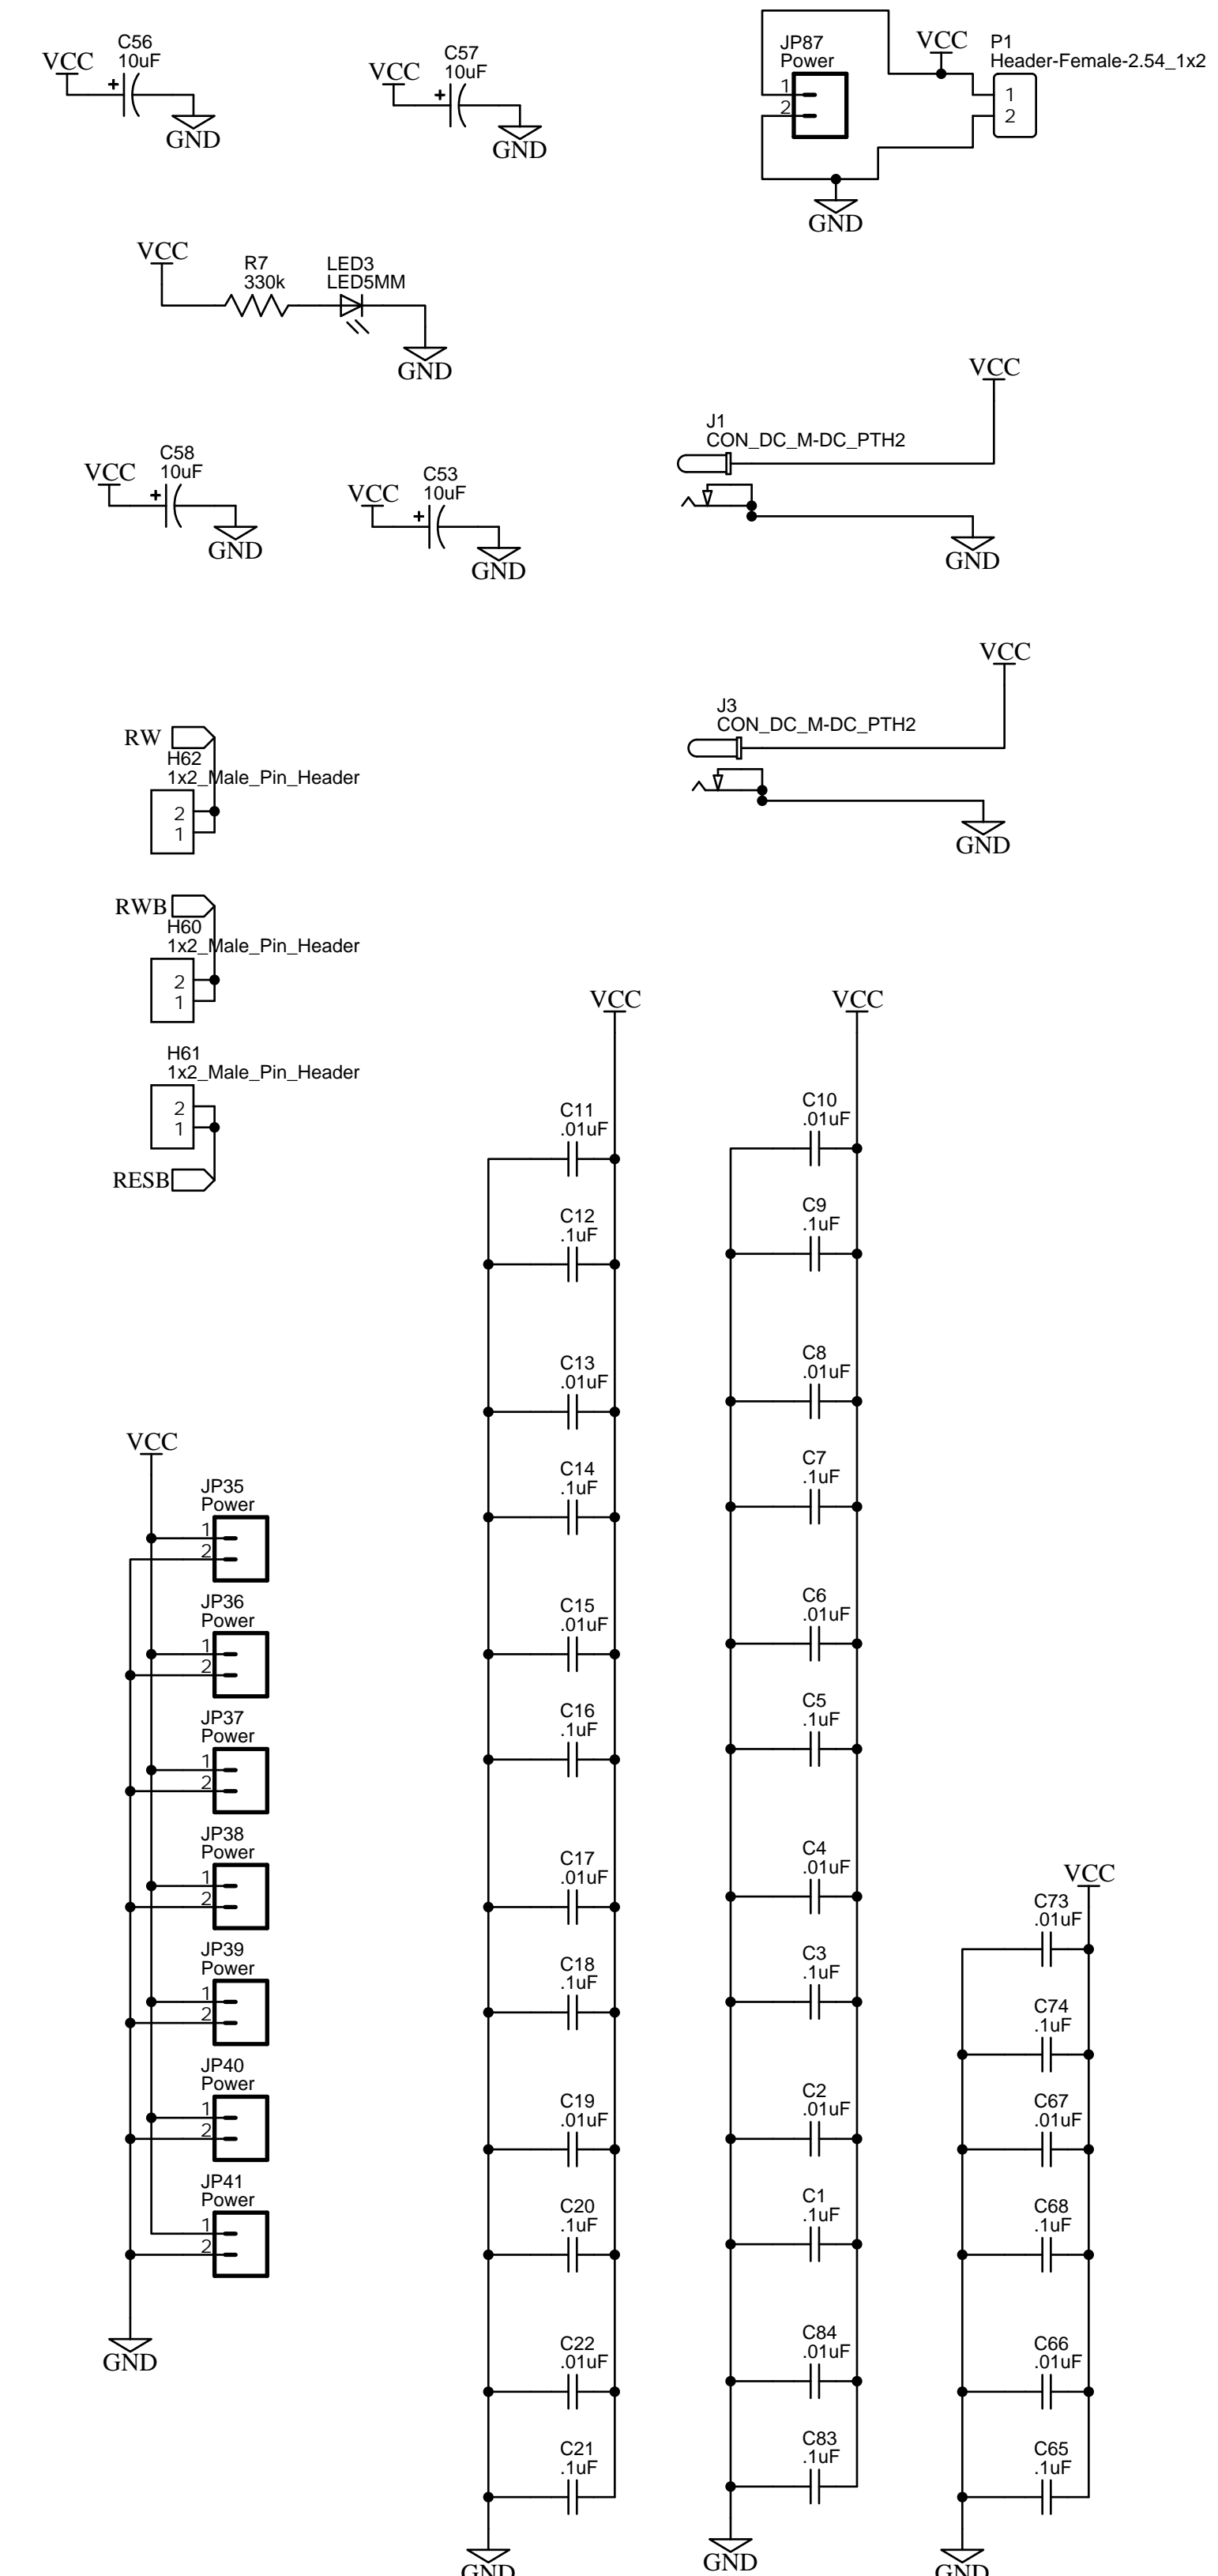 C56
10uF
VCC
+
GND
C57
10uF
VCC
+
GND
JP87
Power
1
2
VCC
P1
Header-Female-2.54_1x2
1
2
GND
VCC
R7
330k
LED3
LED5MM
GND
VCC
J1
CON_DC_M-DC_PTH2
GND
C58
10uF
VCC
+
GND
C53
10uF
VCC
+
GND
VCC
J3
CON_DC_M-DC_PTH2
GND
RW
H62
1x2_Male_Pin_Header
2
1
RWB
H60
1x2_Male_Pin_Header
2
1
H61
1x2_Male_Pin_Header
2
1
RESB
VCC
JP35
Power
1
2
JP36
Power
1
2
JP37
Power
1
2
JP38
Power
1
2
JP39
Power
1
2
JP40
Power
1
2
JP41
Power
1
2
GND
VCC
C11
.01uF
C12
.1uF
C13
.01uF
C14
.1uF
C15
.01uF
C16
.1uF
C17
.01uF
C18
.1uF
C19
.01uF
C20
.1uF
C22
.01uF
C21
.1uF
GND
VCC
C10
.01uF
C9
.1uF
C8
.01uF
C7
.1uF
C6
.01uF
C5
.1uF
C4
.01uF
C3
.1uF
C2
.01uF
C1
.1uF
C84
.01uF
C83
.1uF
GND
VCC
C73
.01uF
C74
.1uF
C67
.01uF
C68
.1uF
C66
.01uF
C65
.1uF
GND